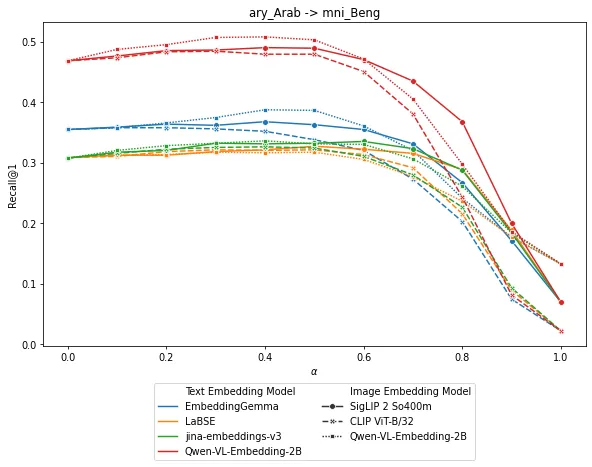 ary_Arab -> mni_Beng
Recall@1
0.5
0.4
0.3
0.2
0.1
0.0
0.0 0.2 0.4 0.6 0.8 1.0
α
Text Embedding Model
EmbeddingGemma
LaBSE
jina-embeddings-v3
Qwen-VL-Embedding-2B
Image Embedding Model
SigLIP 2 So400m
CLIP ViT-B/32
Qwen-VL-Embedding-2B